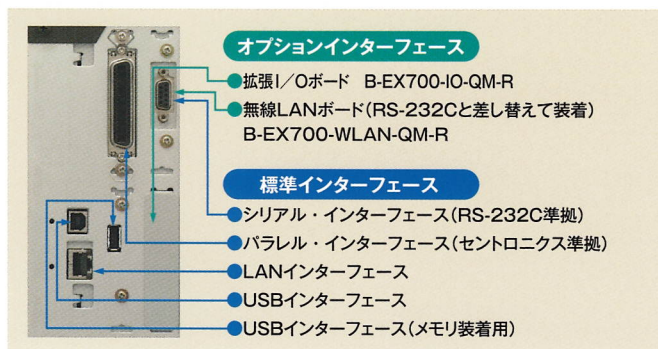 オプションインターフェース
拡張I／Oボード B-EX700-IO-QM-R
無線LANボード（RS-232Cと差し替えて装着）
B-EX700-WLAN-QM-R
標準インターフェース
シリアル・インターフェース（RS-232C準拠）
パラレル・インターフェース（セントロニクス準拠）
LANインターフェース
USBインターフェース
USBインターフェース（メモリ装着用）